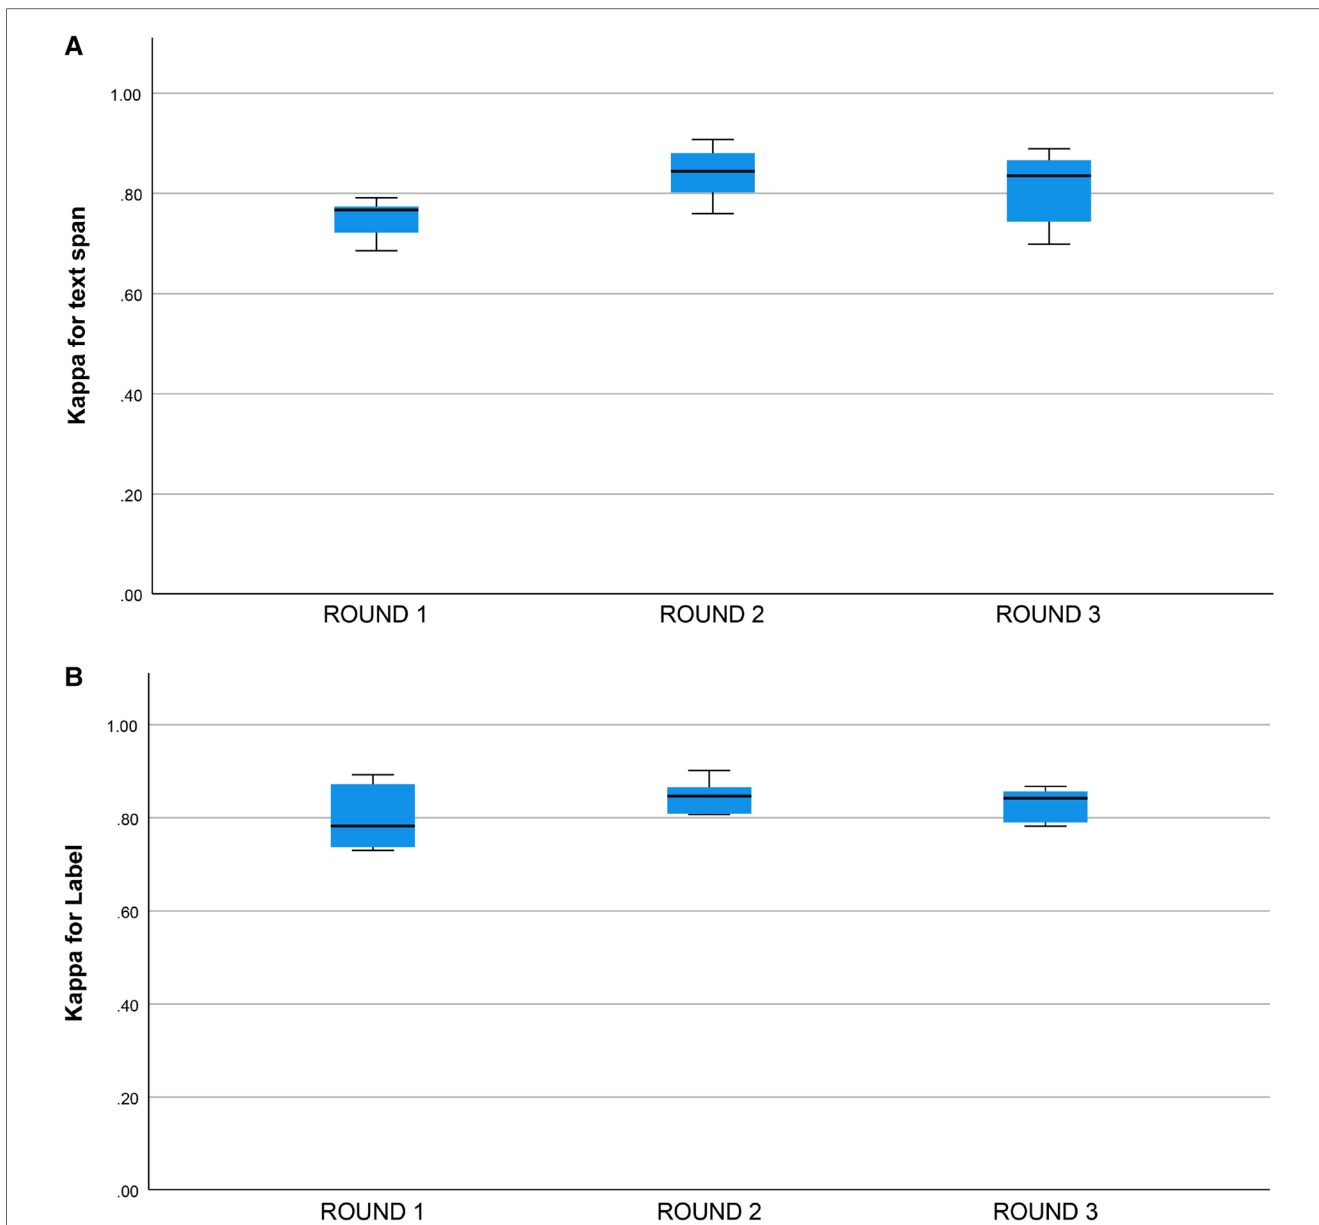 A
Kappa for text span
1.00
.80
.60
.40
.20
.00
ROUND 1 ROUND 2 ROUND 3
B
Kappa for Label
1.00
.80
.60
.40
.20
.00
ROUND 1 ROUND 2 ROUND 3